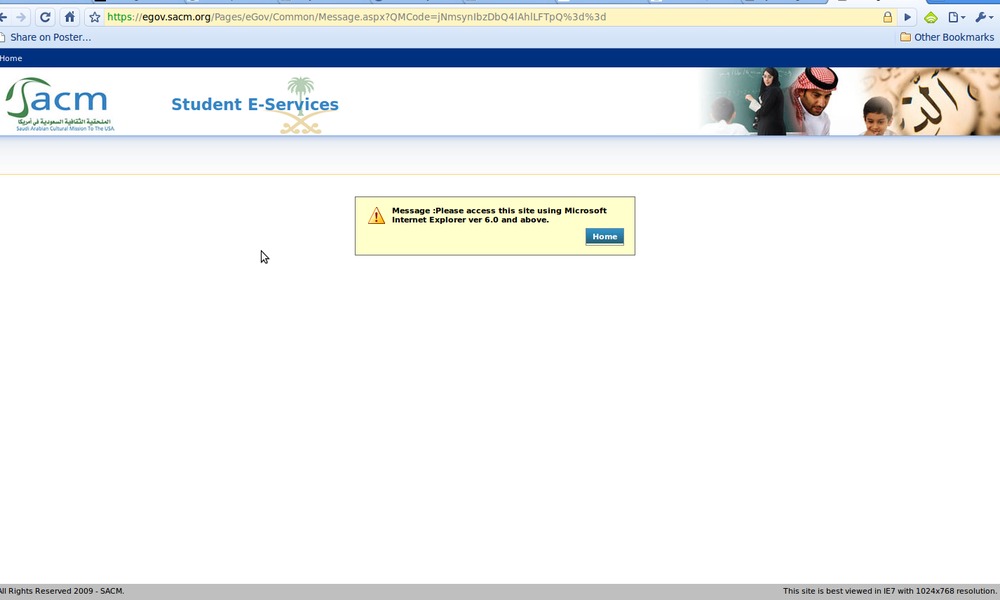 https://egov.sacm.org/Pages/eGov/Common/Message.aspx?QMCode=jNmsynIbzDbQ4lAhlLFTpQ%3d%3d
Share on Poster...
Other Bookmarks
Home
Sacm
الملحقية الثقافية السعودية في أمريكا
Saudi Arabian Cultural Mission To The USA
Student E-Services
Message :Please access this site using Microsoft
Internet Explorer ver 6.0 and above.
Home
All Rights Reserved 2009 - SACM.
This site is best viewed in IE7 with 1024x768 resolution.